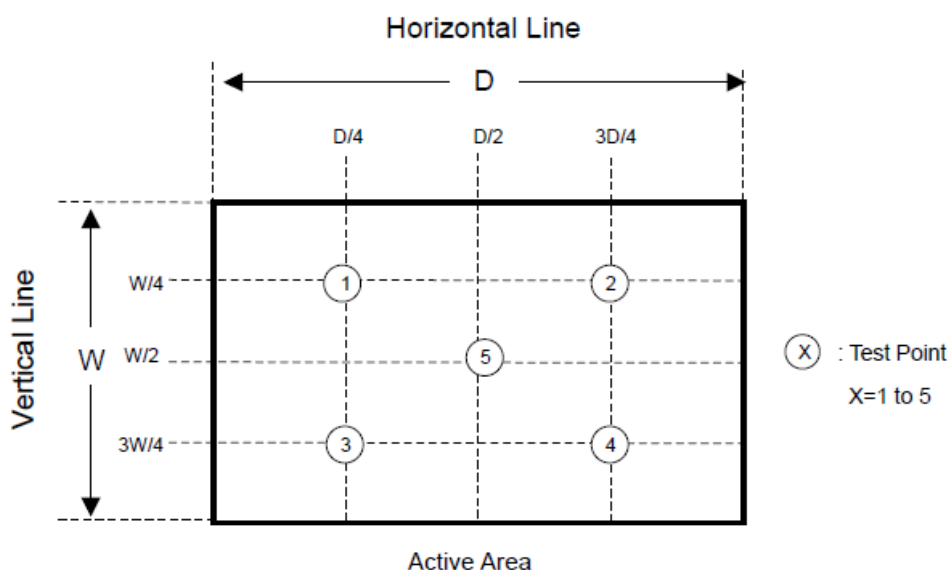 Horizontal Line
D
D/4 D/2 3D/4
W/4 1 2
Vertical Line
W W/2 5 X : Test Point
X=1 to 5
3W/4 3 4
Active Area